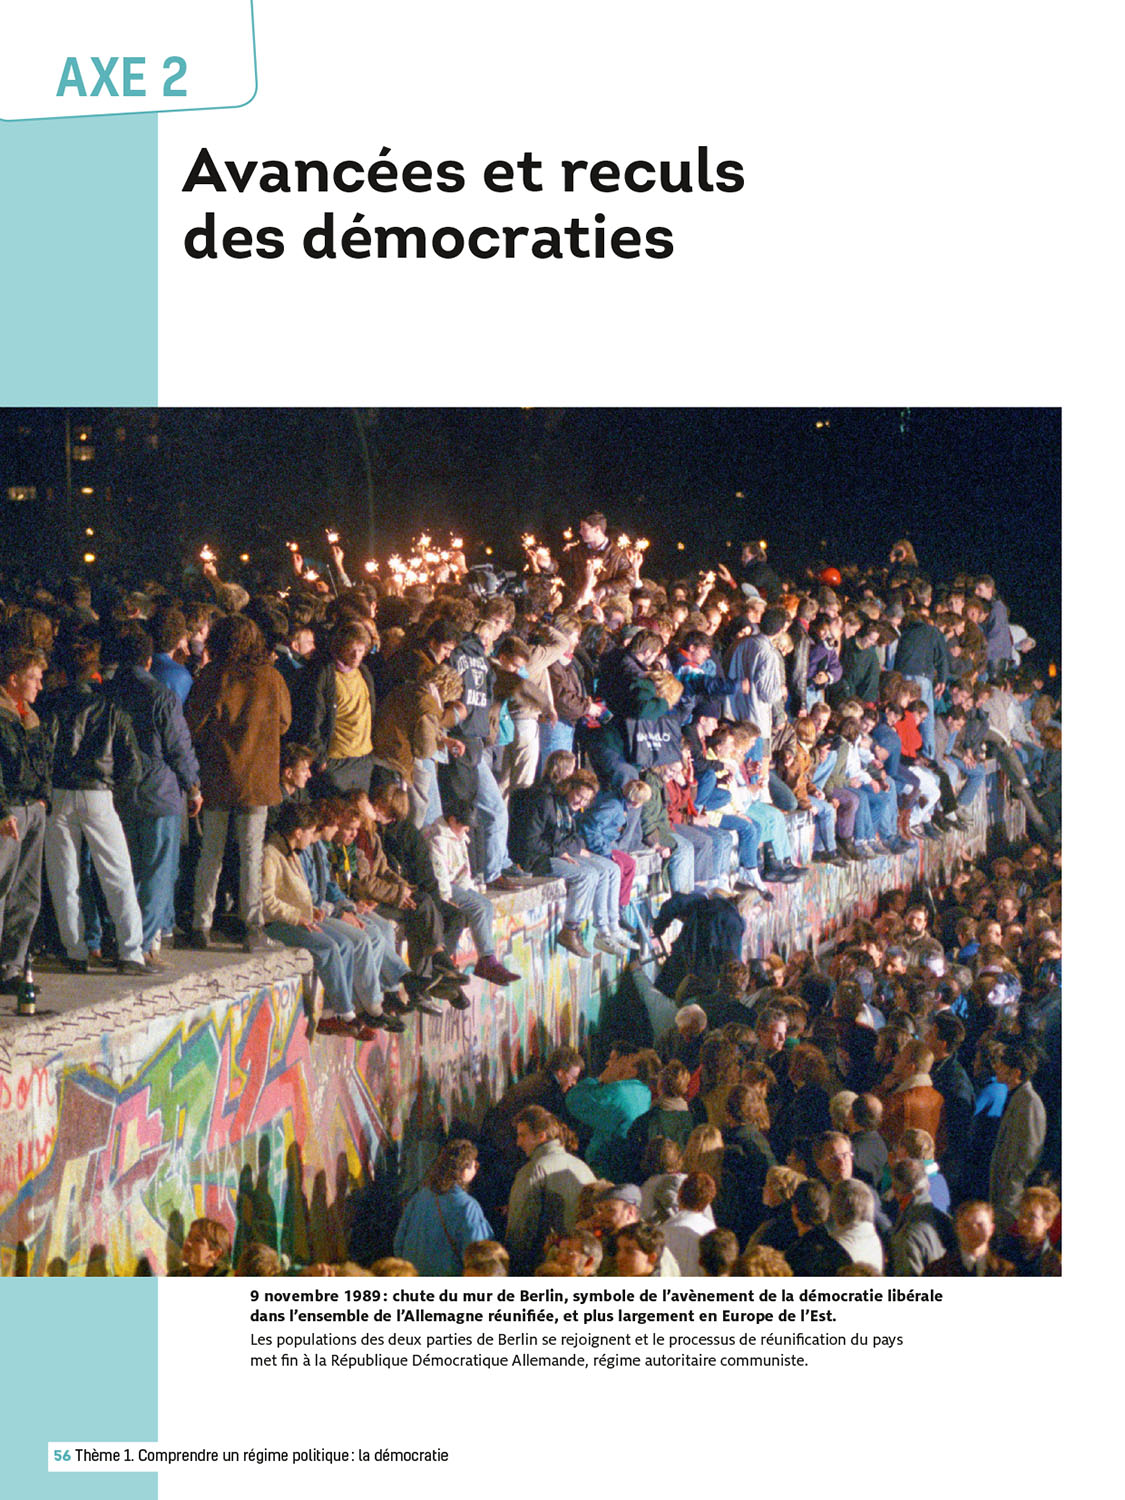 AXE 2
Avancées et reculs
des démocraties
9 novembre 1989 : chute du mur de Berlin, symbole de l'avènement de la démocratie libérale
dans l'ensemble de l'Allemagne réunifiée, et plus largement en Europe de l'Est.
Les populations des deux parties de Berlin se rejoignent et le processus de réunification du pays
met fin à la République Démocratique Allemande, régime autoritaire communiste.
56 Thème 1. Comprendre un régime politique : la démocratie